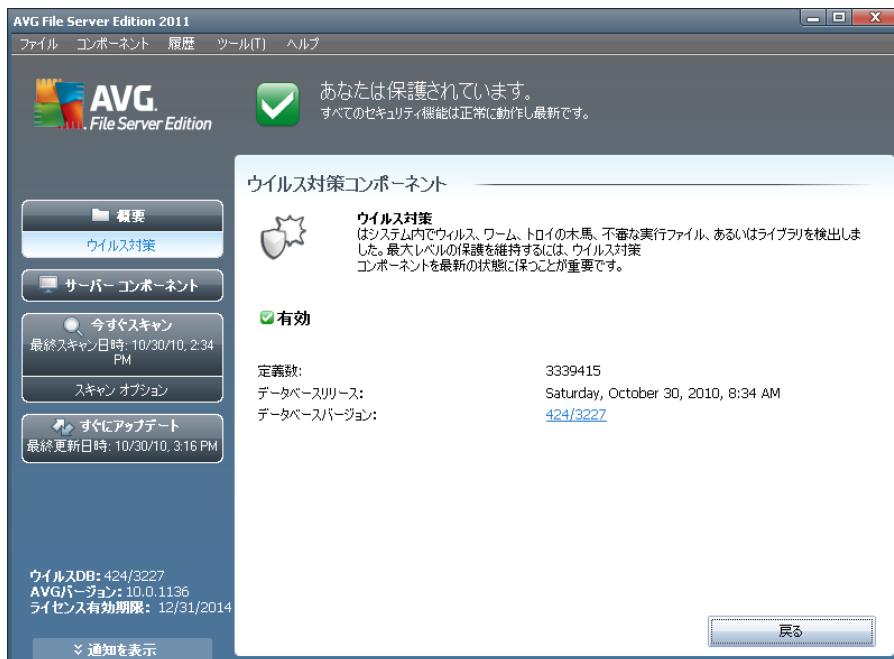 AVG File Server Edition 2011
ファイル コンポーネント 履歴 ツール(T) ヘルプ
AVG.
File Server Edition
あなたは保護されています。
すべてのセキュリティ機能は正常に動作し最新です。
概要
ウイルス対策
サーバー コンポーネント
今すぐスキャン
最終スキャン日時: 10/30/10, 2:34
PM
スキャン オプション
すぐにアップデート
最終更新日時: 10/30/10, 3:16 PM
ウイルスDB: 424/3227
AVGバージョン: 10.0.1136
ライセンス有効期限: 12/31/2014
通知を表示
ウイルス対策コンポーネント
ウイルス対策
はシステム内でウィルス、ワーム、トロイの木馬、不審な実行ファイル、あるいはライブラリを検出しま
した。最大レベルの保護を維持するには、ウイルス対策
コンポーネントを最新の状態に保つことが重要です。
有効
定義数: 3339415
データベースリリース: Saturday, October 30, 2010, 8:34 AM
データベースバージョン: 424/3227
戻る